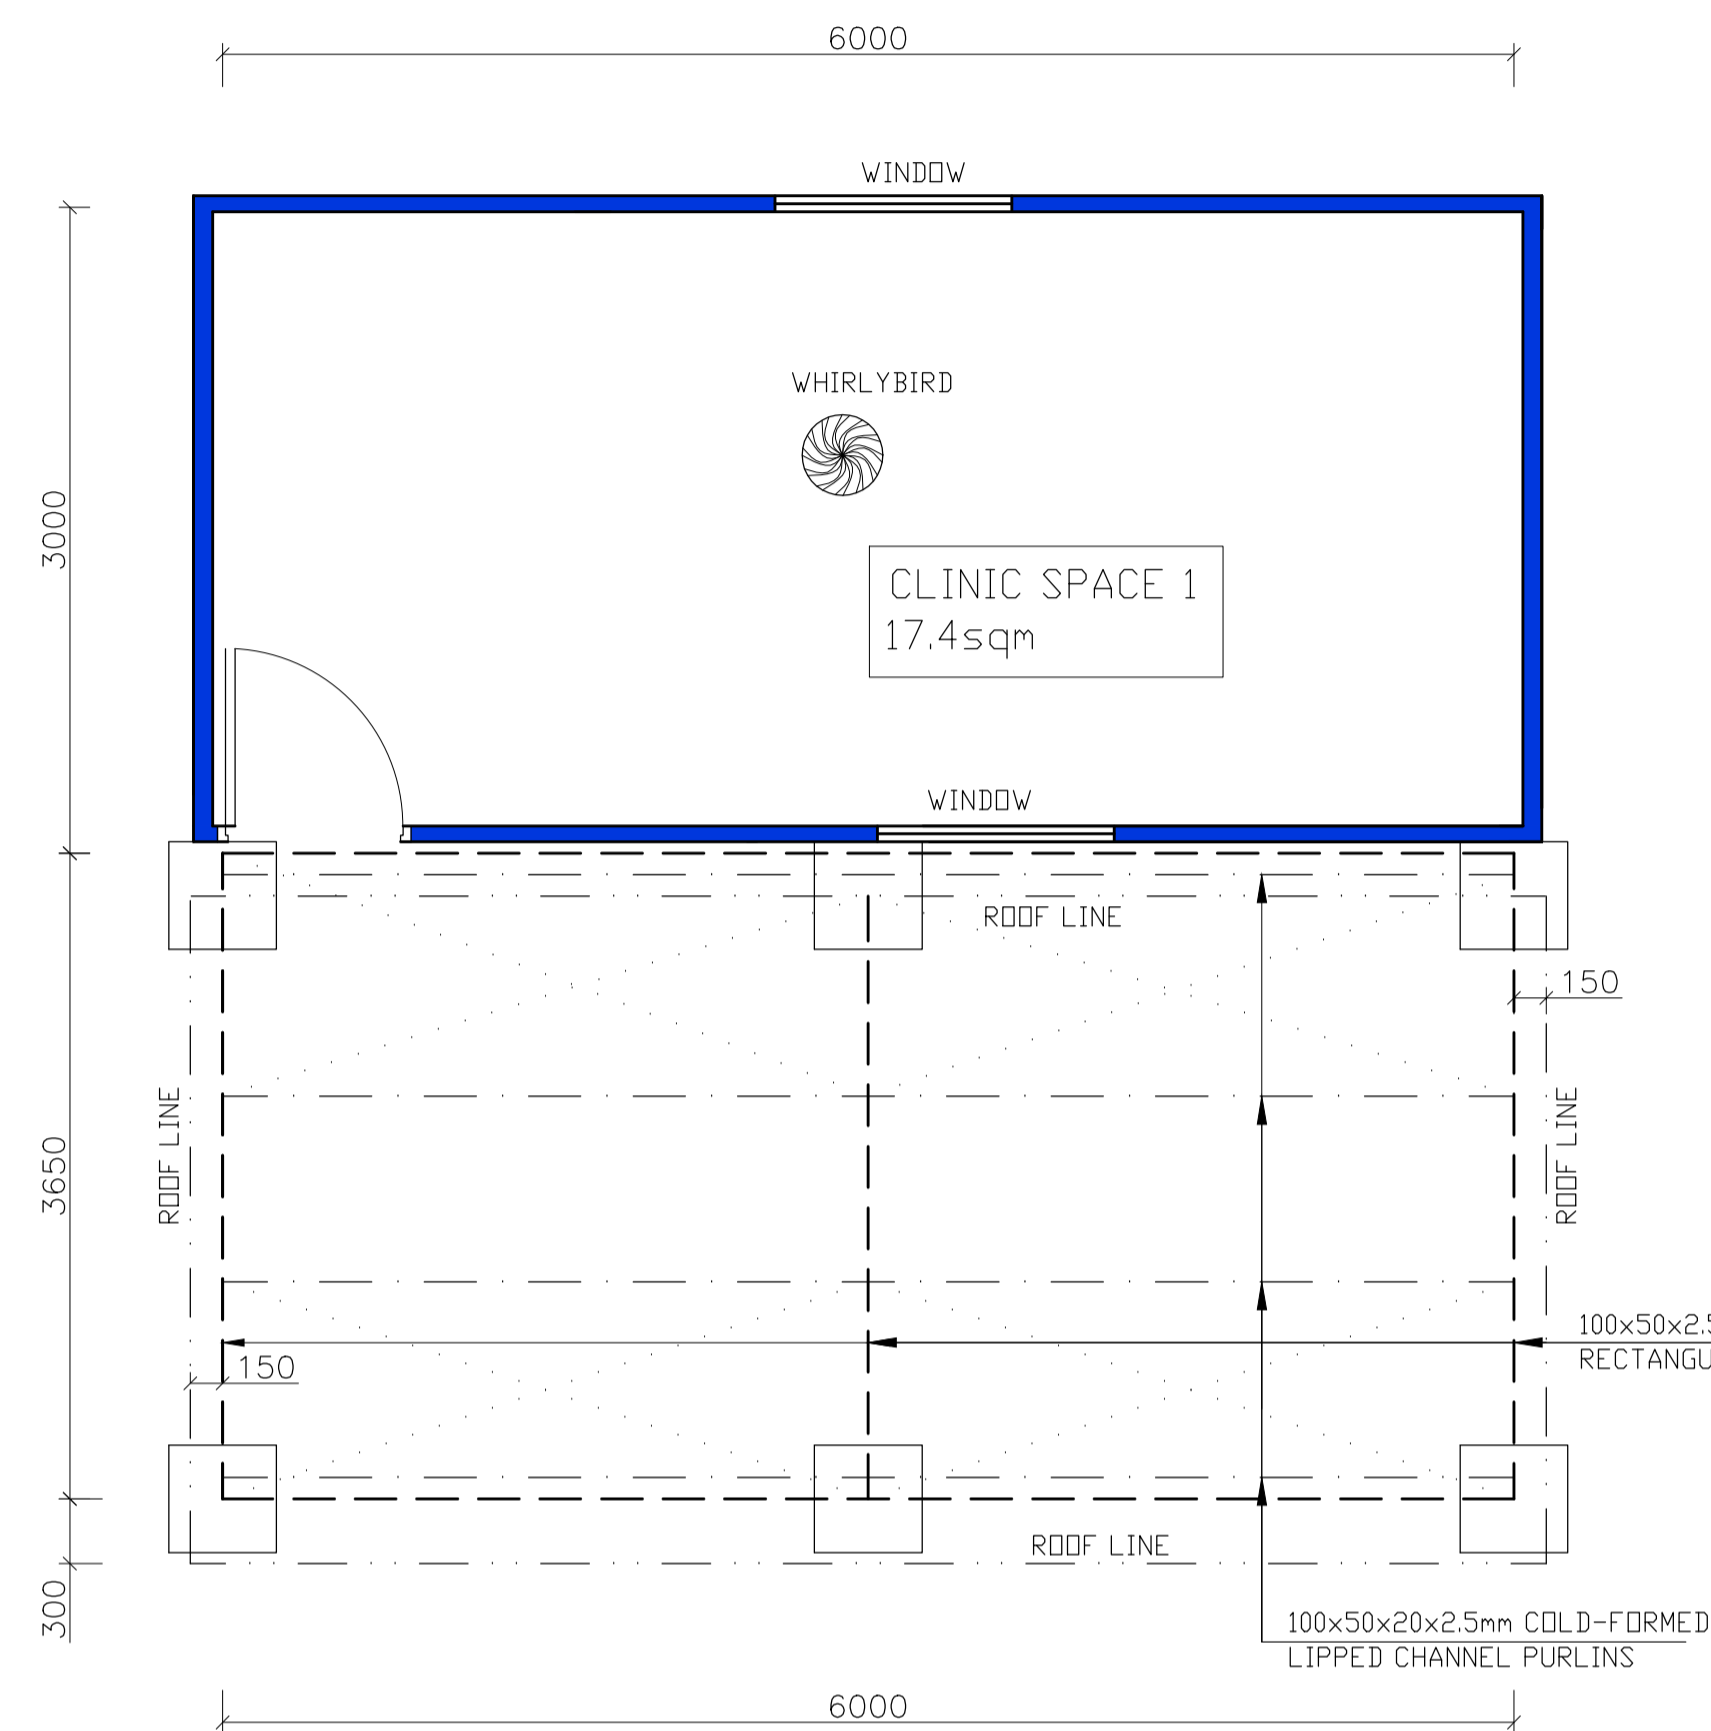 6000
WINDOW
3000
WHIRLYBIRD
CLINIC SPACE 1
17.4sqm
WINDOW
ROOF LINE
150
ROOF LINE
ROOF LINE
3650
100x50x2.5
RECTANGU
150
ROOF LINE
300
100x50x20x2.5mm COLD-FORMED
LIPPED CHANNEL PURLINS
6000